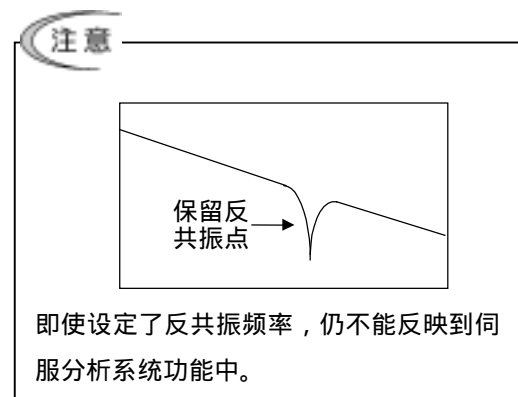 注意
保留反
共振点
即使设定了反共振频率，仍不能反映到伺
服分析系统功能中。